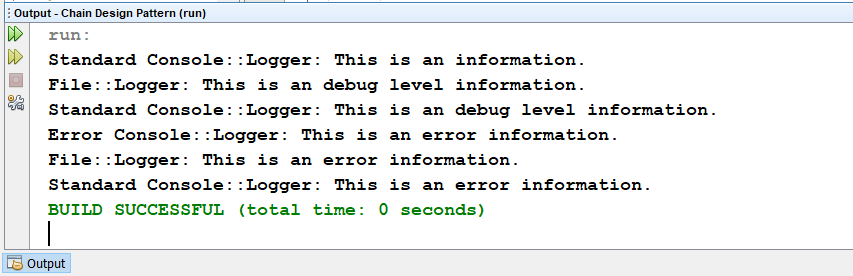 Output - Chain Design Pattern (run)
run:
Standard Console::Logger: This is an information.
File::Logger: This is an debug level information.
Standard Console::Logger: This is an debug level information.
Error Console::Logger: This is an error information.
File::Logger: This is an error information.
Standard Console::Logger: This is an error information.
BUILD SUCCESSFUL (total time: 0 seconds)
Output